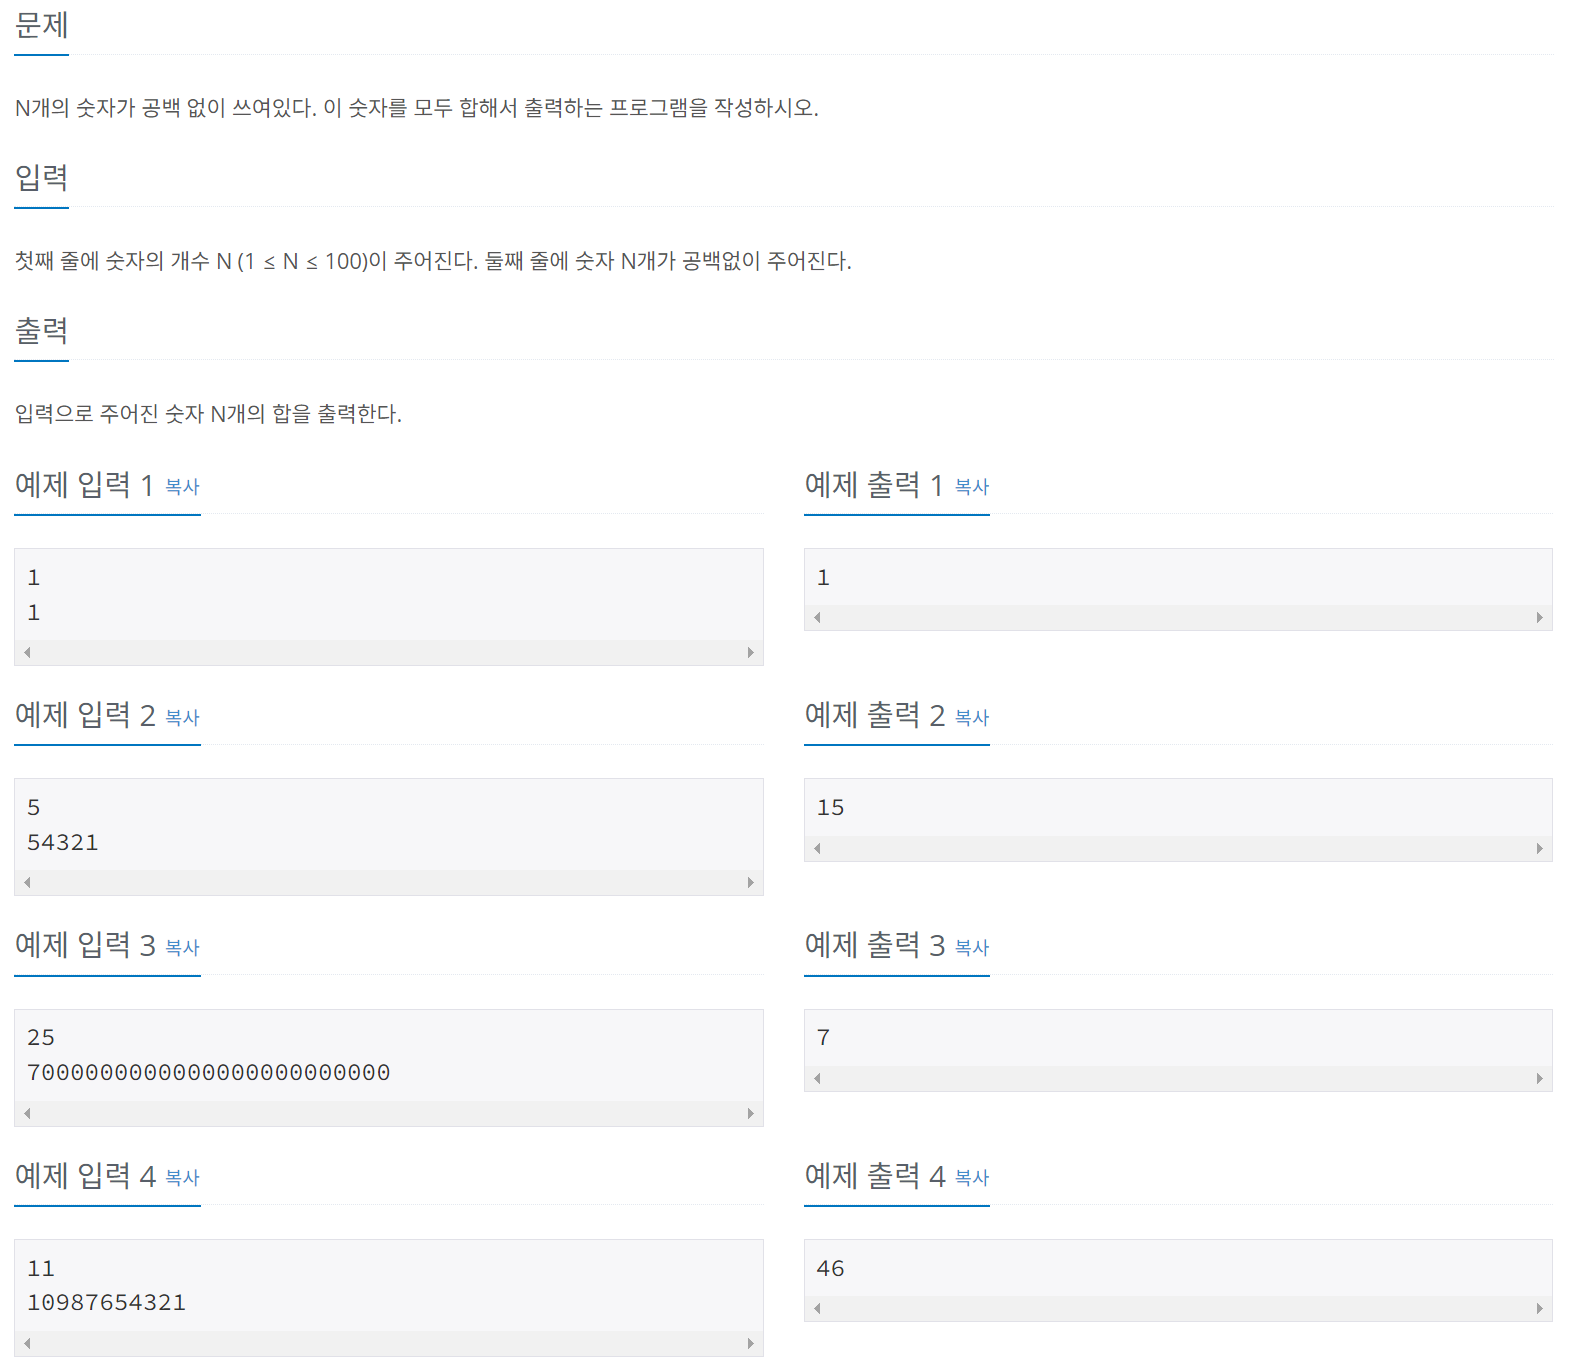 문제
N개의 숫자가 공백 없이 쓰여있다. 이 숫자를 모두 합해서 출력하는 프로그램을 작성하시오.
입력
첫째 줄에 숫자의 개수 N (1 ≤ N ≤ 100)이 주어진다. 둘째 줄에 숫자 N개가 공백없이 주어진다.
출력
입력으로 주어진 숫자 N개의 합을 출력한다.
예제 입력 1 복사
1
1
예제 출력 1 복사
1
예제 입력 2 복사
5
54321
예제 출력 2 복사
15
예제 입력 3 복사
25
7000000000000000000000000
예제 출력 3 복사
7
예제 입력 4 복사
11
10987654321
예제 출력 4 복사
46